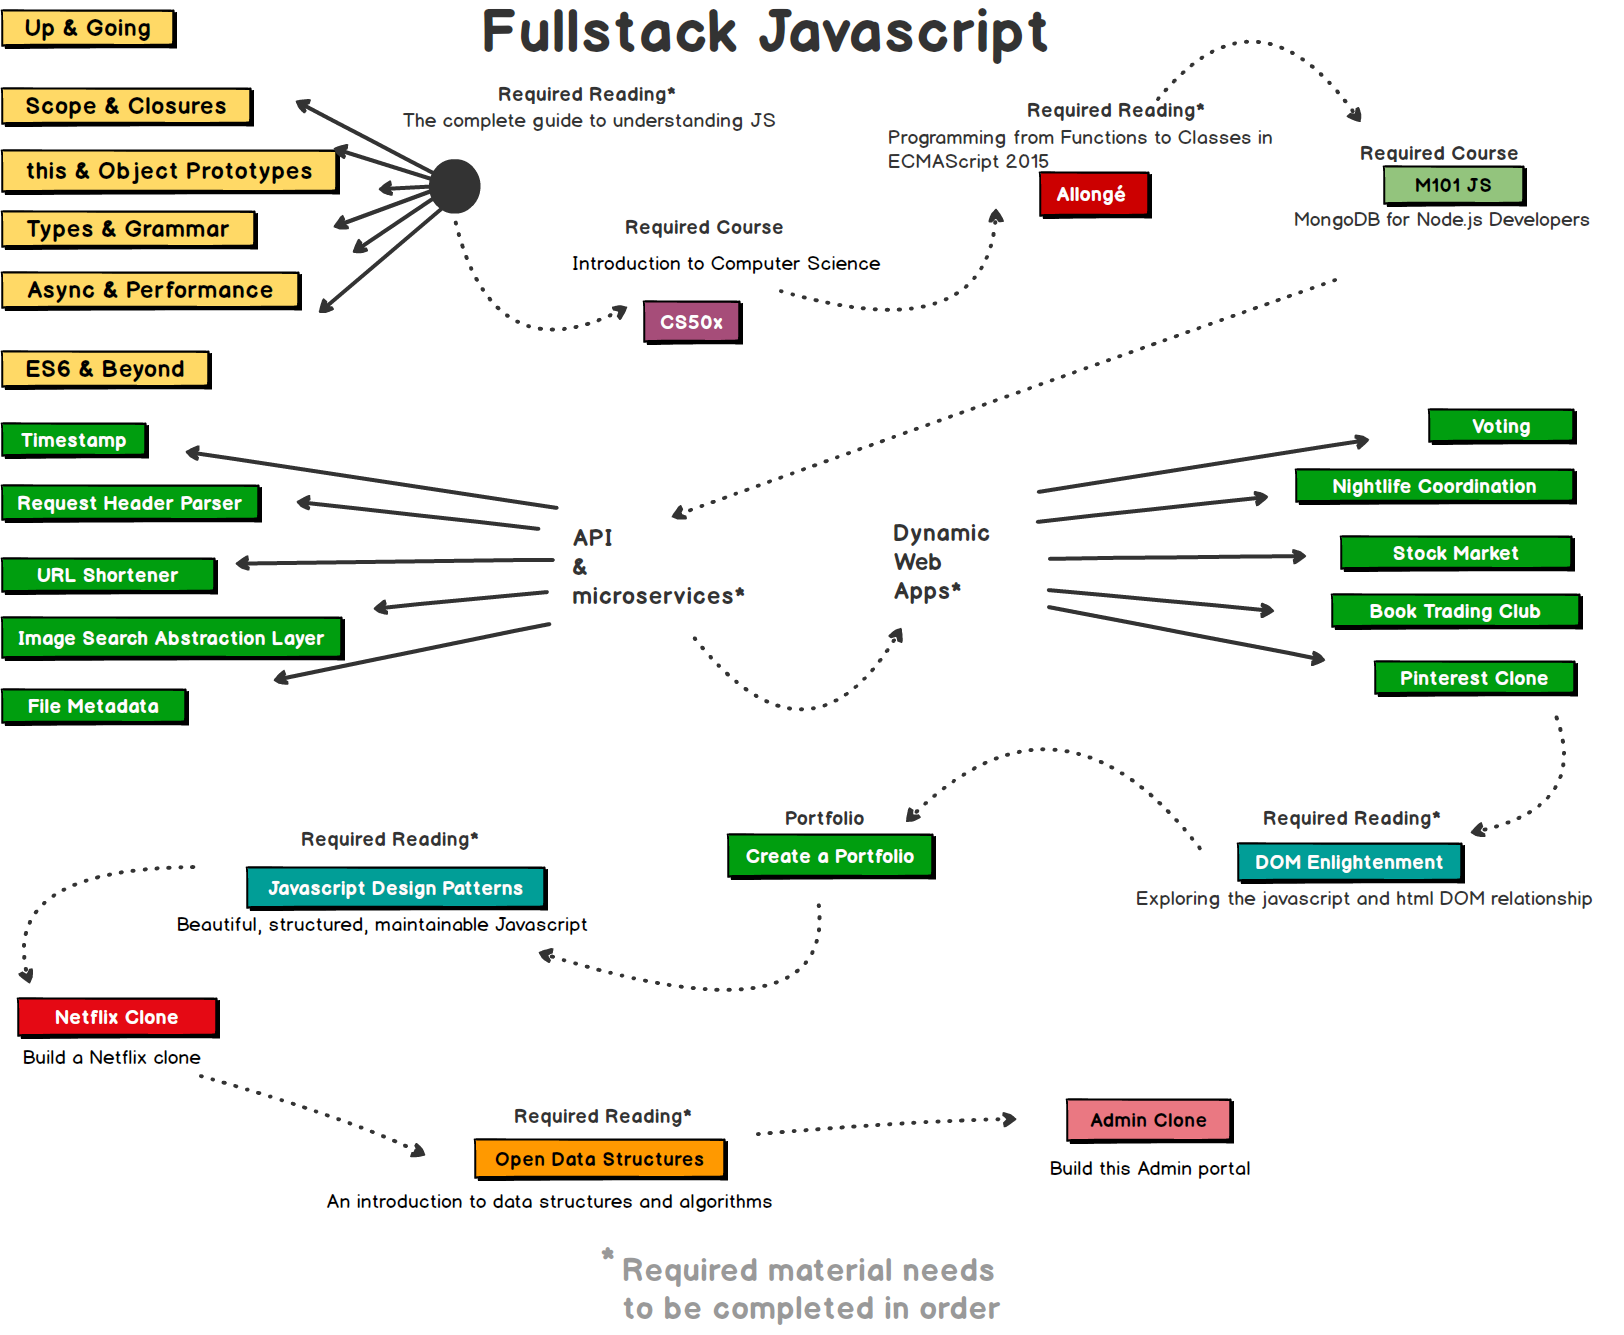 Fullstack Javascript
Up & Going
Scope & Closures
this & Object Prototypes
Types & Grammar
Async & Performance
ES6 & Beyond
Required Reading*
The complete guide to understanding JS
Required Course
Introduction to Computer Science
CS50x
Required Reading*
Programming from Functions to Classes in
ECMAScript 2015
Allongé
Required Course
M101 JS
MongoDB for Node.js Developers
Timestamp
Request Header Parser
URL Shortener
Image Search Abstraction Layer
File Metadata
API
&
microservices*
Dynamic
Web
Apps*
Voting
Nightlife Coordination
Stock Market
Book Trading Club
Pinterest Clone
Required Reading*
DOM Enlightenment
Exploring the javascript and html DOM relationship
Portfolio
Create a Portfolio
Required Reading*
Javascript Design Patterns
Beautiful, structured, maintainable Javascript
Netflix Clone
Build a Netflix clone
Required Reading*
Open Data Structures
An introduction to data structures and algorithms
Admin Clone
Build this Admin portal
* Required material needs
to be completed in order